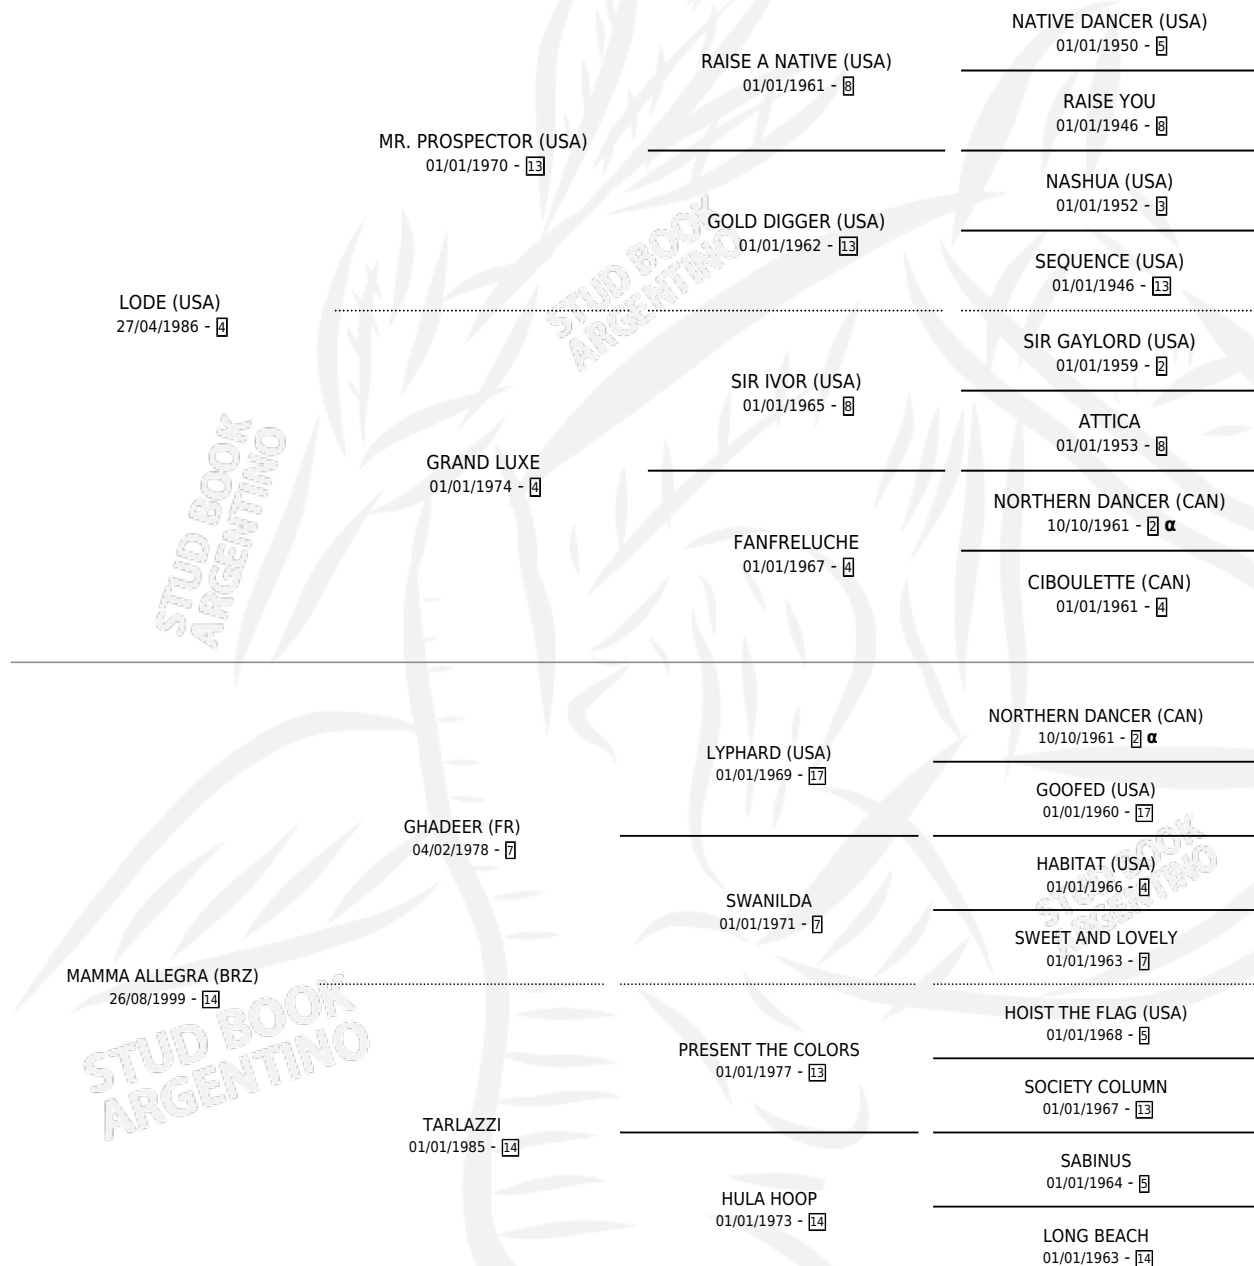 NATIVE DANCER (USA)
01/01/1950 - 5
RAISE A NATIVE (USA)
01/01/1961 - 8
RAISE YOU
01/01/1946 - 8
MR. PROSPECTOR (USA)
01/01/1970 - 13
NASHUA (USA)
01/01/1952 - 3
GOLD DIGGER (USA)
01/01/1962 - 13
SEQUENCE (USA)
01/01/1946 - 13
LODE (USA)
27/04/1986 - 4
SIR GAYLORD (USA)
01/01/1959 - 2
SIR IVOR (USA)
01/01/1965 - 8
ATTICA
01/01/1953 - 8
GRAND LUXE
01/01/1974 - 4
NORTHERN DANCER (CAN)
10/10/1961 - 2 α
FANFRELUCHE
01/01/1967 - 4
CIBOULETTE (CAN)
01/01/1961 - 4
NORTHERN DANCER (CAN)
10/10/1961 - 2 α
LYPHARD (USA)
01/01/1969 - 17
GOOFED (USA)
01/01/1960 - 17
GHADEER (FR)
04/02/1978 - 7
HABITAT (USA)
01/01/1966 - 4
SWANILDA
01/01/1971 - 7
SWEET AND LOVELY
01/01/1963 - 7
MAMMA ALLEGRA (BRZ)
26/08/1999 - 14
HOIST THE FLAG (USA)
01/01/1968 - 5
PRESENT THE COLORS
01/01/1977 - 13
SOCIETY COLUMN
01/01/1967 - 13
TARLAZZI
01/01/1985 - 14
SABINUS
01/01/1964 - 5
HULA HOOP
01/01/1973 - 14
LONG BEACH
01/01/1963 - 14
STUD BOOK
ARGENTINO
STUD BOOK
ARGENTINO
STUD BOOK
ARGENTINO
STUD BOOK
ARGENTINO